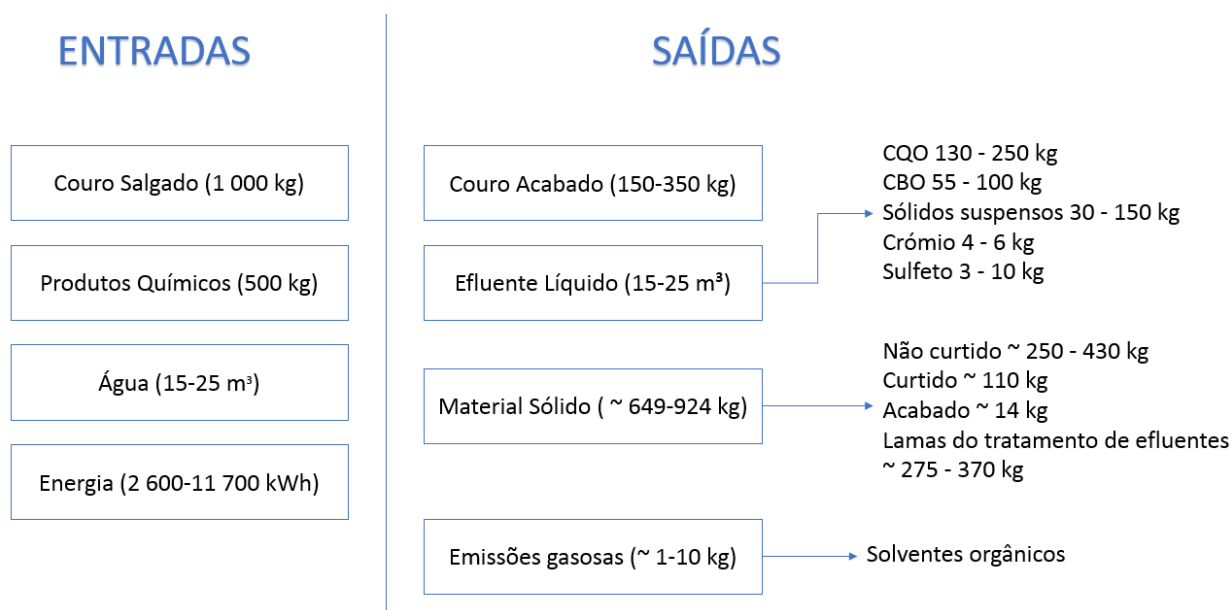 ENTRADAS
Couro Salgado (1 000 kg)
Produtos Químicos (500 kg)
Água (15-25 m³)
Energia (2 600-11 700 kWh)
SAÍDAS
Couro Acabado (150-350 kg)
Efluente Líquido (15-25 m³)
CQO 130 - 250 kg
CBO 55 - 100 kg
Sólidos suspensos 30 - 150 kg
Crómio 4 - 6 kg
Sulfeto 3 - 10 kg
Material Sólido ( ~ 649-924 kg)
Não curtido ~ 250 - 430 kg
Curtido ~ 110 kg
Acabado ~ 14 kg
Lamas do tratamento de efluentes
~ 275 - 370 kg
Emissões gasosas (~ 1-10 kg)
Solventes orgânicos